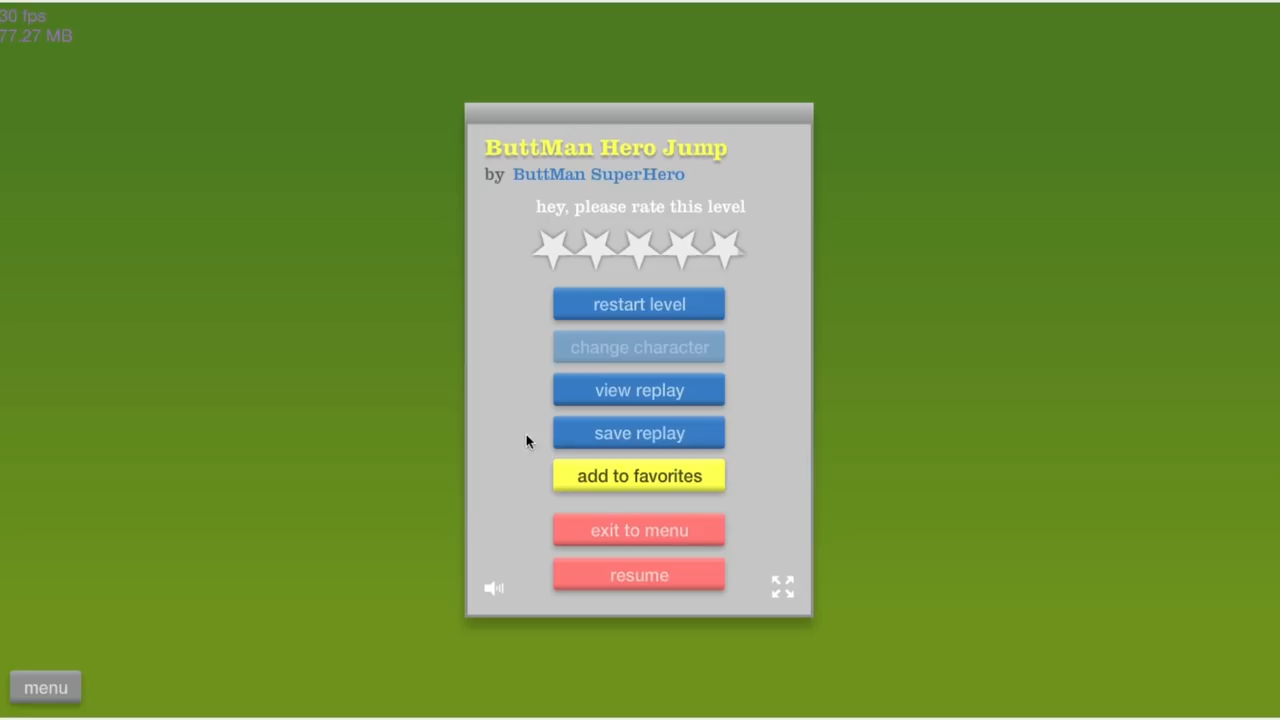 30 fps
77.27 MB
ButtMan Hero Jump
by ButtMan SuperHero
hey, please rate this level
restart level
change character
view replay
save replay
add to favorites
exit to menu
resume
menu